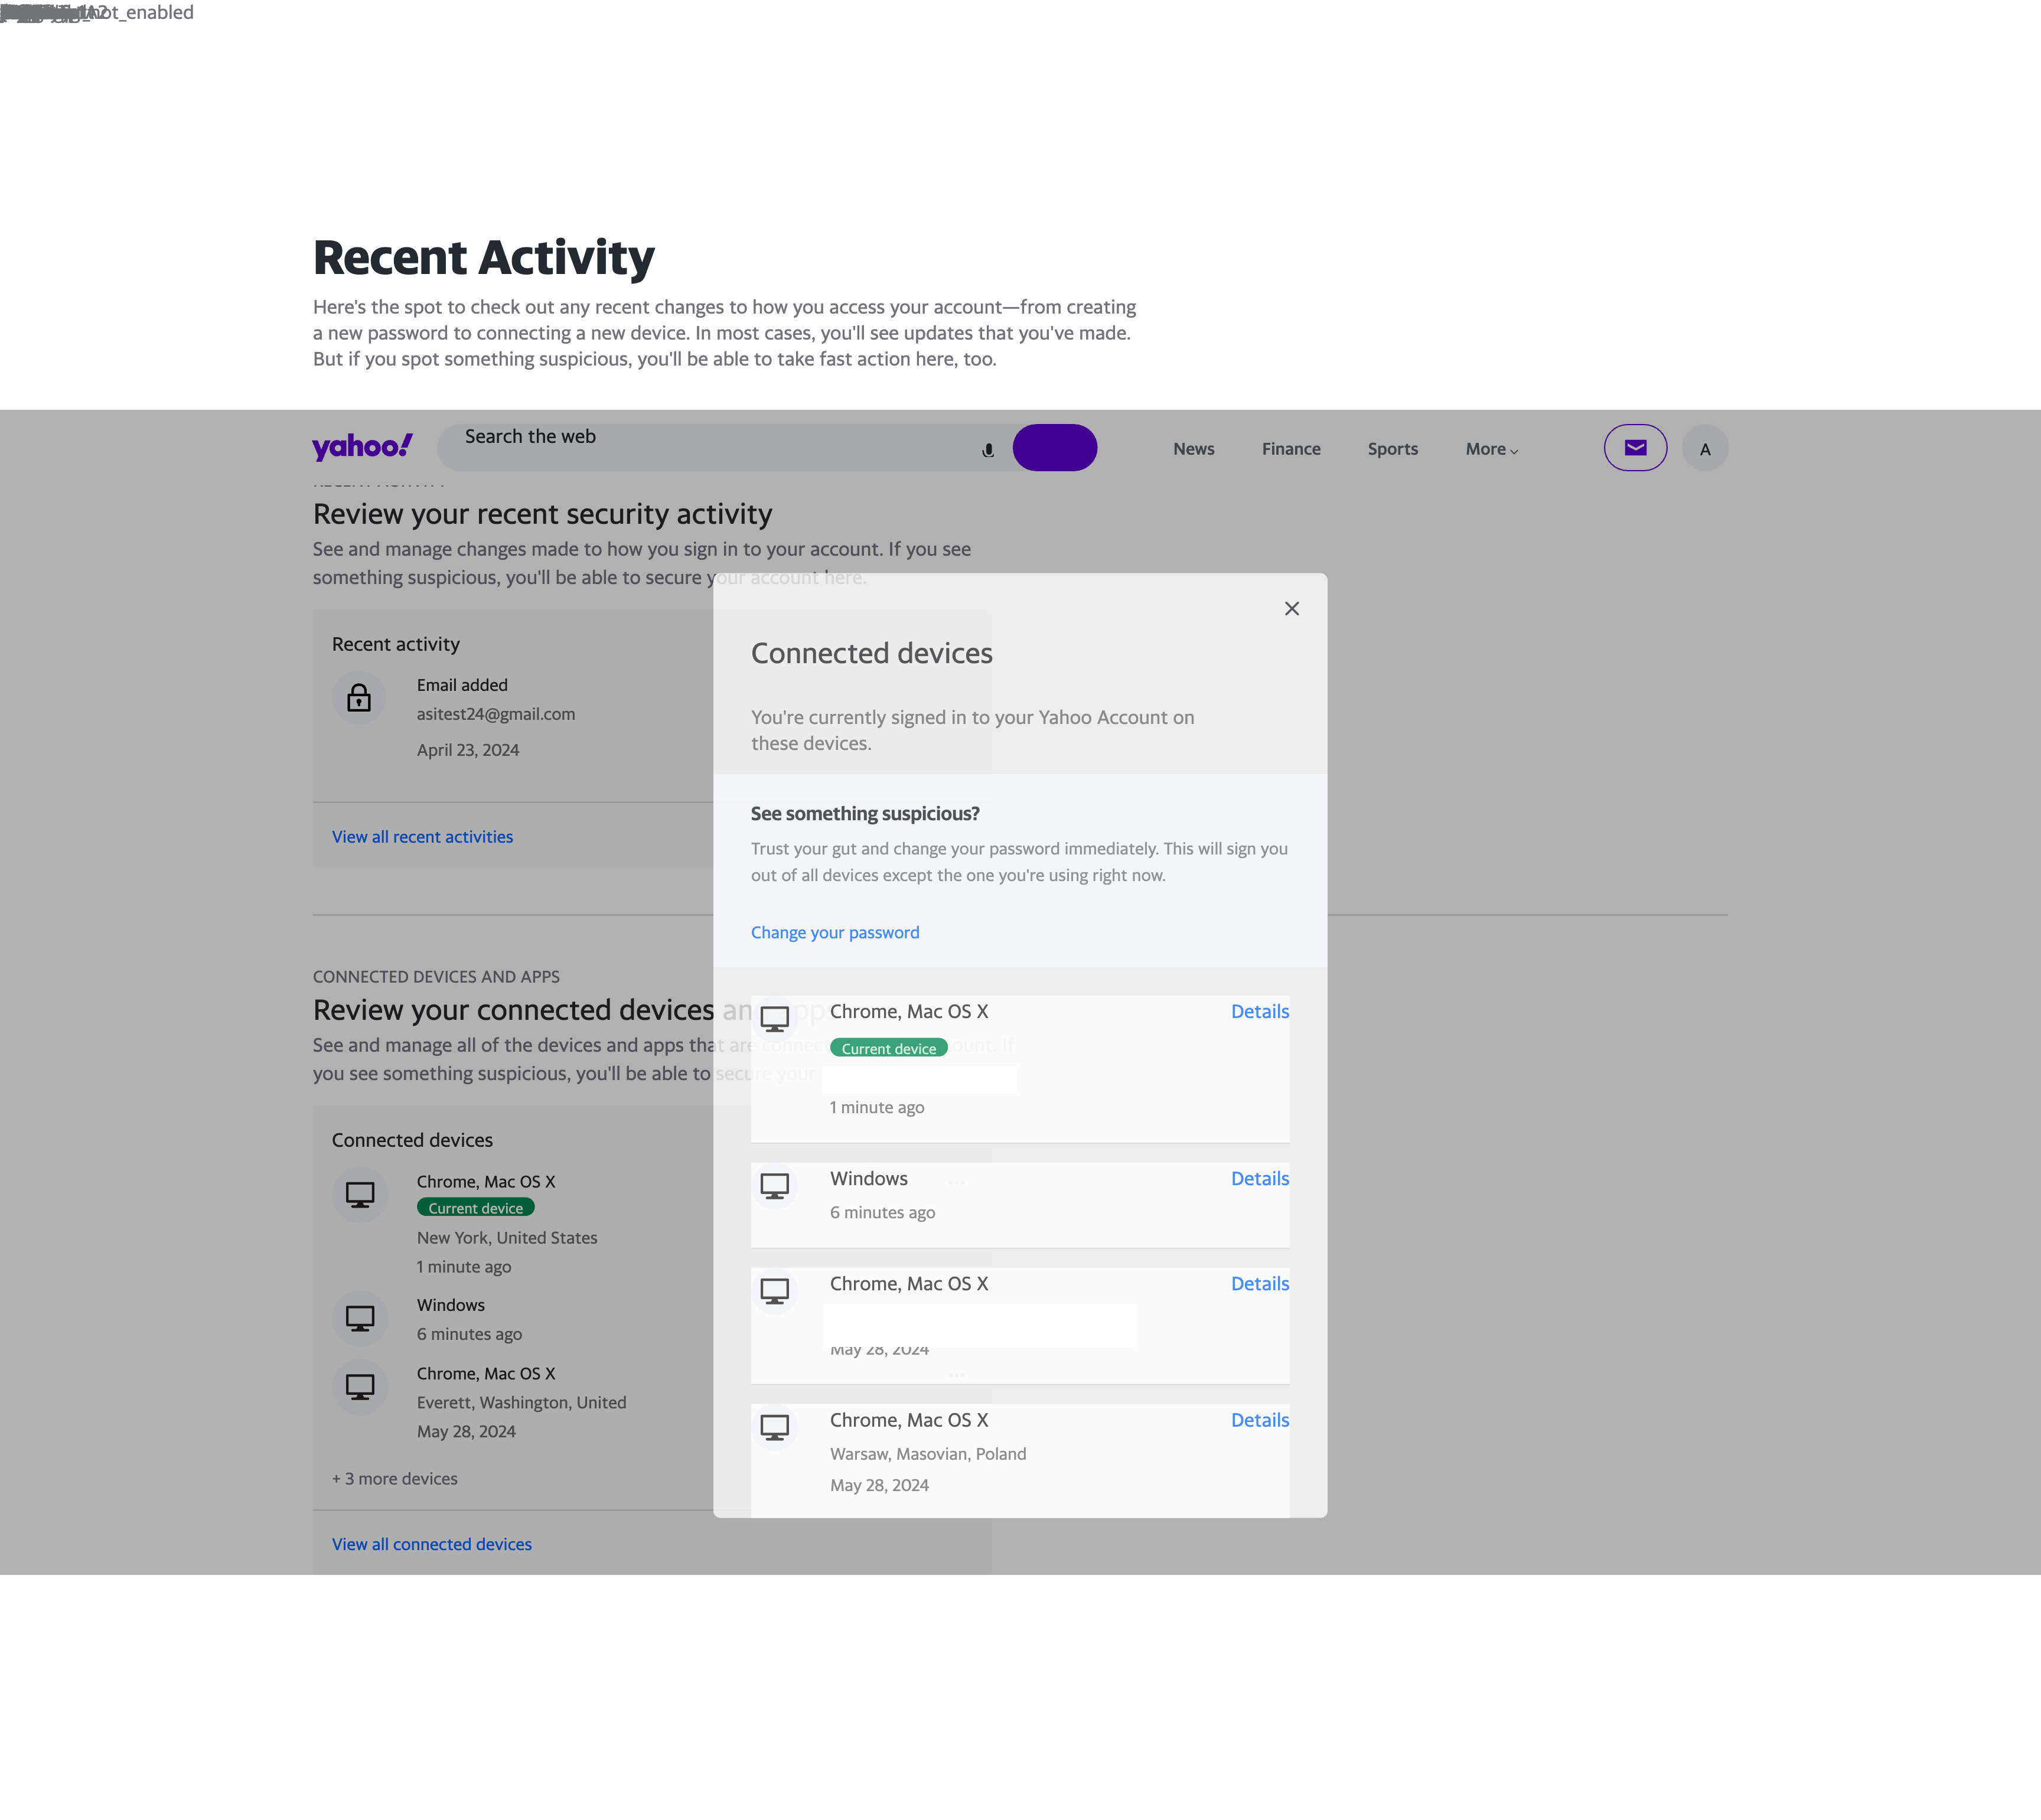 not_enabled
Recent Activity
Here's the spot to check out any recent changes to how you access your account—from creating
a new password to connecting a new device. In most cases, you'll see updates that you've made.
But if you spot something suspicious, you'll be able to take fast action here, too.
yahoo!
Search the web
News
Finance
Sports
More
A
Review your recent security activity
See and manage changes made to how you sign in to your account. If you see
something suspicious, you'll be able to secure your account here.
Recent activity
Email added
asitest24@gmail.com
April 23, 2024
View all recent activities
CONNECTED DEVICES AND APPS
Review your connected devices and apps
See and manage all of the devices and apps that are
you see something suspicious, you'll be able to secure your
Connected devices
Chrome, Mac OS X
Current device
New York, United States
1 minute ago
Windows
6 minutes ago
Chrome, Mac OS X
Everett, Washington, United
May 28, 2024
+ 3 more devices
View all connected devices
Connected devices
You're currently signed in to your Yahoo Account on
these devices.
See something suspicious?
Trust your gut and change your password immediately. This will sign you
out of all devices except the one you're using right now.
Change your password
Chrome, Mac OS X
Details
Current device
1 minute ago
Windows
Details
6 minutes ago
Chrome, Mac OS X
Details
May 28, 2024
Chrome, Mac OS X
Details
Warsaw, Masovian, Poland
May 28, 2024